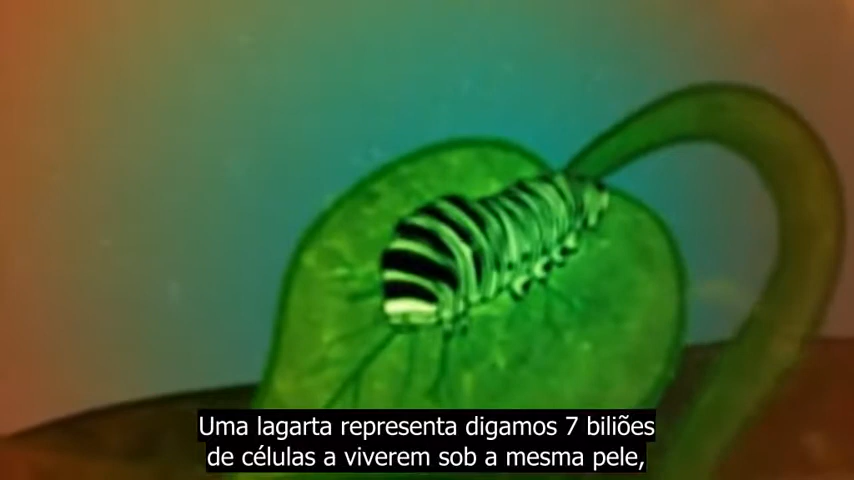 Uma lagarta representa digamos 7 biliões
de células a viverem sob a mesma pele,